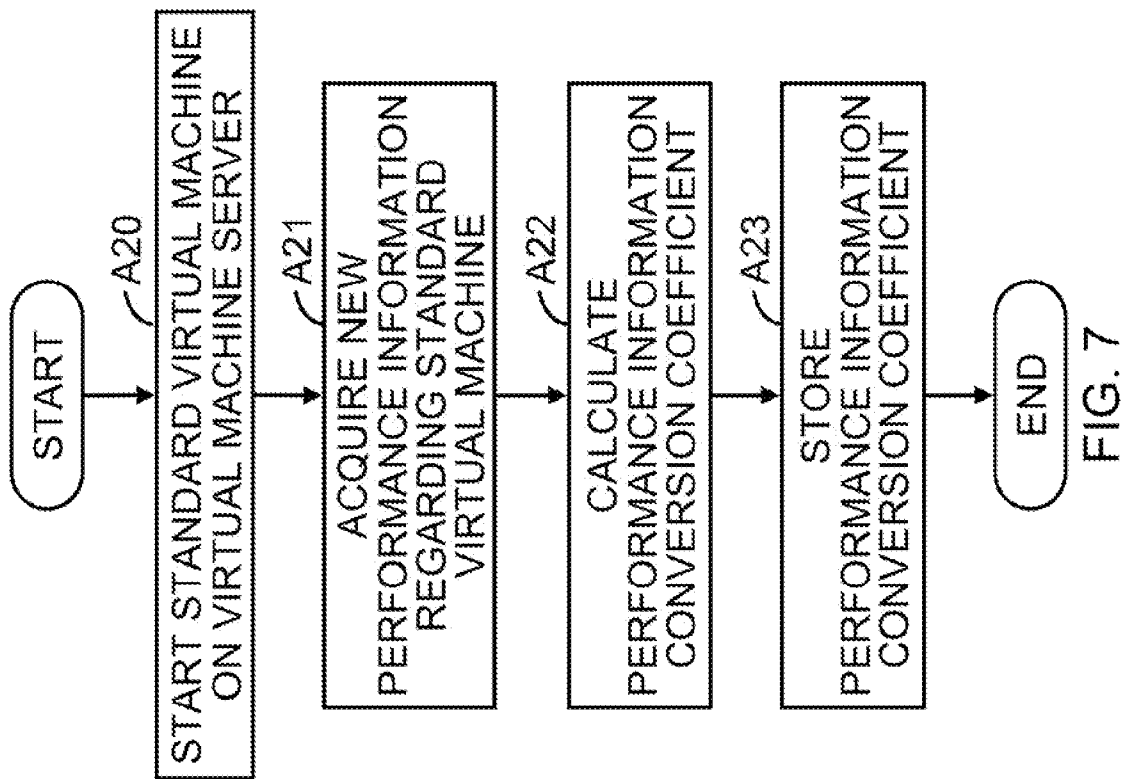 START
A20
START STANDARD VIRTUAL MACHINE
ON VIRTUAL MACHINE SERVER
A21
ACQUIRE NEW
PERFORMANCE INFORMATION
REGARDING STANDARD
VIRTUAL MACHINE
A22
CALCULATE
PERFORMANCE INFORMATION
CONVERSION COEFFICIENT
A23
STORE
PERFORMANCE INFORMATION
CONVERSION COEFFICIENT
END
FIG. 7